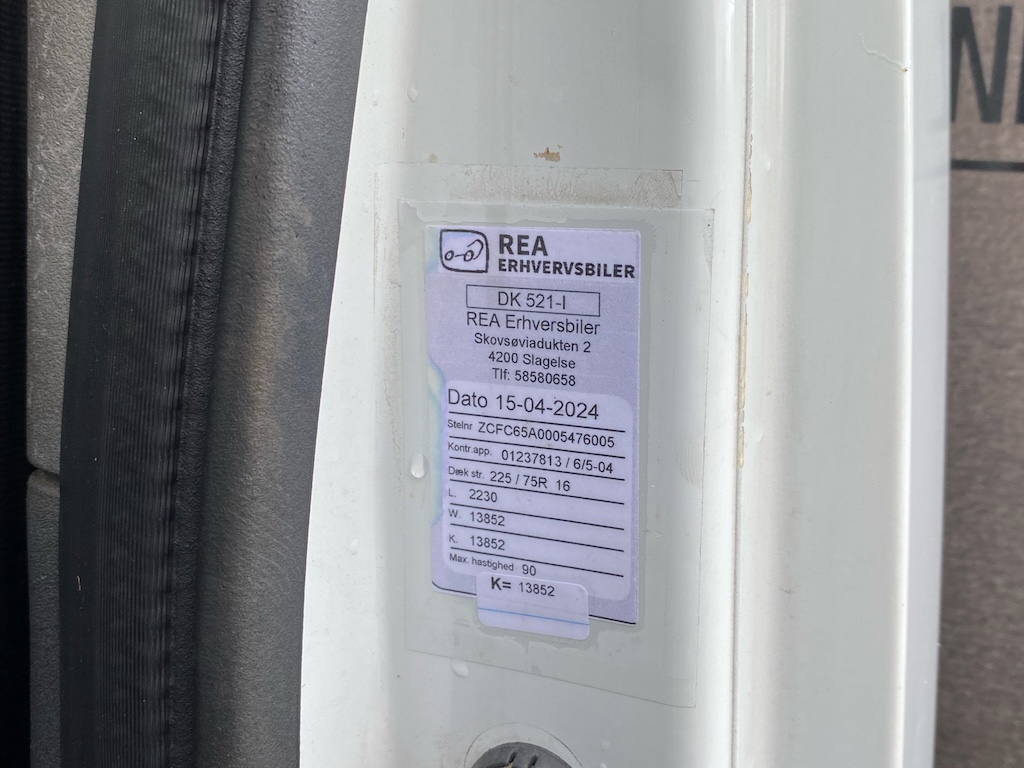 REA
ERHVERVSBILER
DK 521-I
REA Erhversbiler
Skovsøviadukten 2
4200 Slagelse
Tlf: 58580658
Dato 15-04-2024
Stelnr ZCFC65A0005476005
Kontr.app. 01237813 / 6/5-04
Dæk str. 225 / 75R 16
L. 2230
W. 13852
K. 13852
Max. hastighed 90
K= 13852